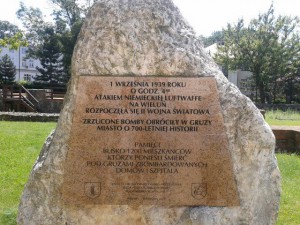 1 WRZEŚNIA 1939 ROKU
O GODZ. 4⁴⁰
ATAKIEM NIEMIECKIEJ LUFTWAFFE
NA WIELUŃ
ROZPOCZĘŁA SIĘ II WOJNA ŚWIATOWA
ZRZUCONE BOMBY OBRÓCIŁY W GRUZY
MIASTO O 700-LETNIEJ HISTORII
PAMIĘCI
BLISKO 1200 MIESZKAŃCÓW
KTÓRZY PONIEŚLI ŚMIERĆ
POD GRUZAMI ZBOMBARDOWANYCH
DOMÓW I SZPITALA